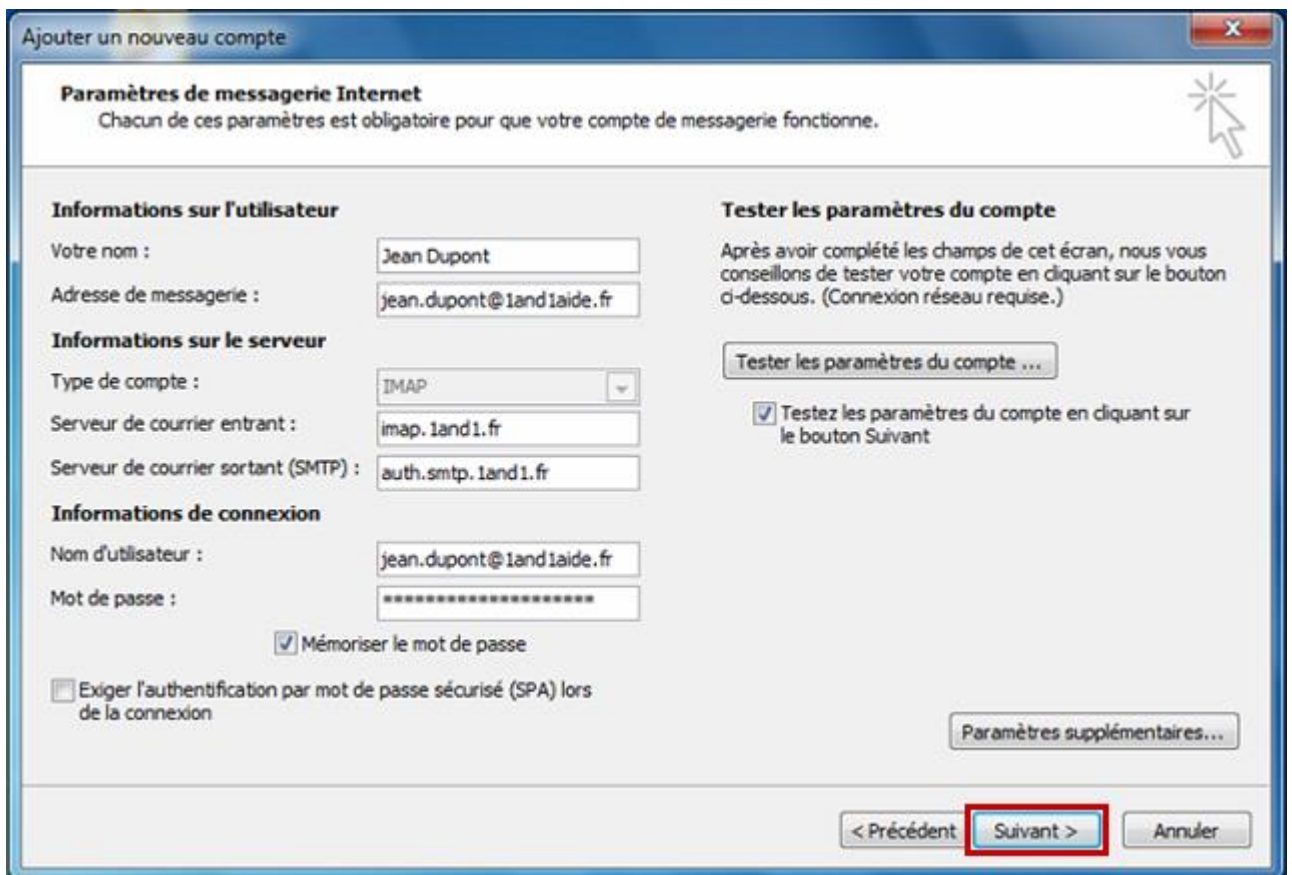 Ajouter un nouveau compte
Paramètres de messagerie Internet
Chacun de ces paramètres est obligatoire pour que votre compte de messagerie fonctionne.
Informations sur l'utilisateur
Votre nom :
Jean Dupont
Adresse de messagerie :
jean.dupont@1and1aide.fr
Informations sur le serveur
Type de compte :
IMAP
Serveur de courrier entrant :
imap.1and1.fr
Serveur de courrier sortant (SMTP) :
auth.smtp.1and1.fr
Informations de connexion
Nom d'utilisateur :
jean.dupont@1and1aide.fr
Mot de passe :
********************
Mémoriser le mot de passe
Exiger l'authentification par mot de passe sécurisé (SPA) lors
de la connexion
Tester les paramètres du compte
Après avoir complété les champs de cet écran, nous vous
conseillons de tester votre compte en cliquant sur le bouton
ci-dessous. (Connexion réseau requise.)
Tester les paramètres du compte ...
Testez les paramètres du compte en cliquant sur
le bouton Suivant
Paramètres supplémentaires...
< Précédent
Suivant >
Annuler